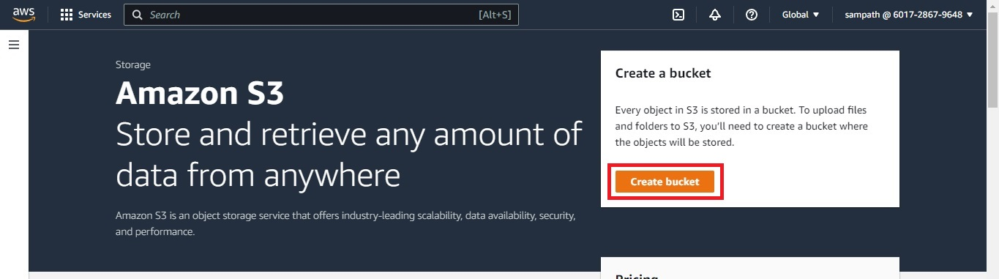 aws Services Search [Alt+S] Global sampath @ 6017-2867-9648
Storage
Amazon S3
Store and retrieve any amount of
data from anywhere
Amazon S3 is an object storage service that offers industry-leading scalability, data availability, security,
and performance.
Create a bucket
Every object in S3 is stored in a bucket. To upload files
and folders to S3, you'll need to create a bucket where
the objects will be stored.
Create bucket
Pricing